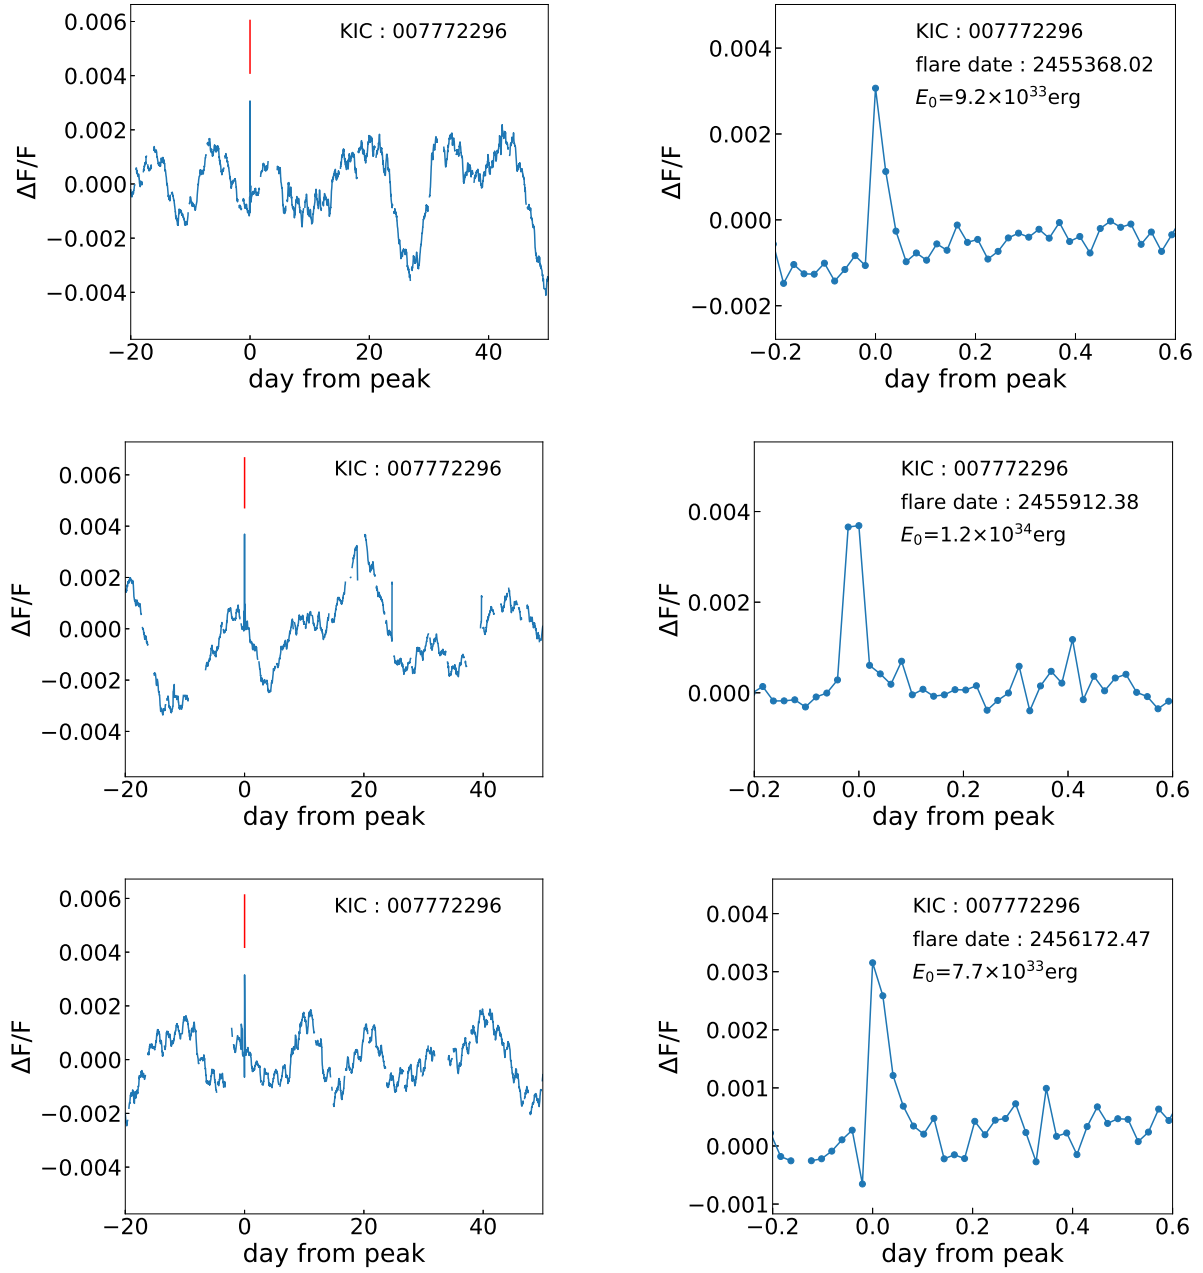 0.006
0.004
0.002
0.000
−0.002
−0.004
ΔF/F
KIC : 007772296
−20 0 20 40
day from peak
0.004
0.002
0.000
−0.002
ΔF/F
KIC : 007772296
flare date : 2455368.02
E₀=9.2×10³³erg
−0.2 0.0 0.2 0.4 0.6
day from peak
0.006
0.004
0.002
0.000
−0.002
−0.004
ΔF/F
KIC : 007772296
−20 0 20 40
day from peak
0.004
0.002
0.000
ΔF/F
KIC : 007772296
flare date : 2455912.38
E₀=1.2×10³⁴erg
−0.2 0.0 0.2 0.4 0.6
day from peak
0.006
0.004
0.002
0.000
−0.002
−0.004
ΔF/F
KIC : 007772296
−20 0 20 40
day from peak
0.004
0.003
0.002
0.001
0.000
−0.001
ΔF/F
KIC : 007772296
flare date : 2456172.47
E₀=7.7×10³³erg
−0.2 0.0 0.2 0.4 0.6
day from peak